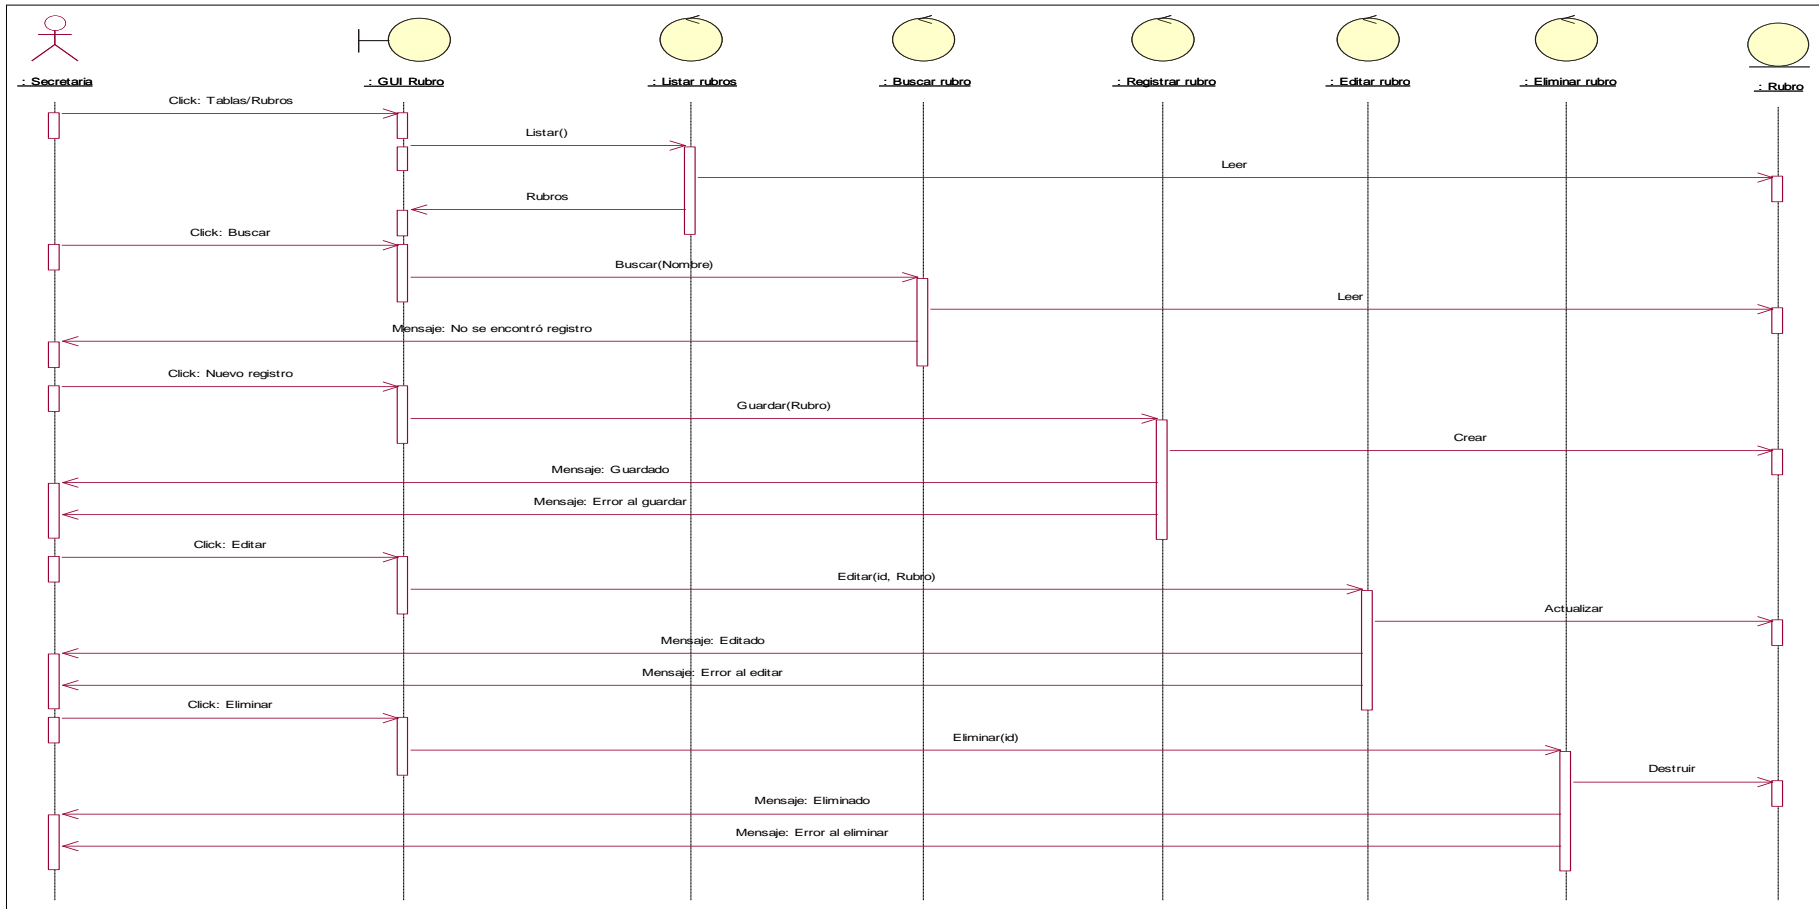 : Secretaria
: GUI Rubro
: Listar rubros
: Buscar rubro
: Registrar rubro
: Editar rubro
: Eliminar rubro
: Rubro
Click: Tablas/Rubros
Listar()
Leer
Rubros
Click: Buscar
Buscar(Nombre)
Leer
Mensaje: No se encontró registro
Click: Nuevo registro
Guardar(Rubro)
Crear
Mensaje: Guardado
Mensaje: Error al guardar
Click: Editar
Editar(id, Rubro)
Actualizar
Mensaje: Editado
Mensaje: Error al editar
Click: Eliminar
Eliminar(id)
Destruir
Mensaje: Eliminado
Mensaje: Error al eliminar